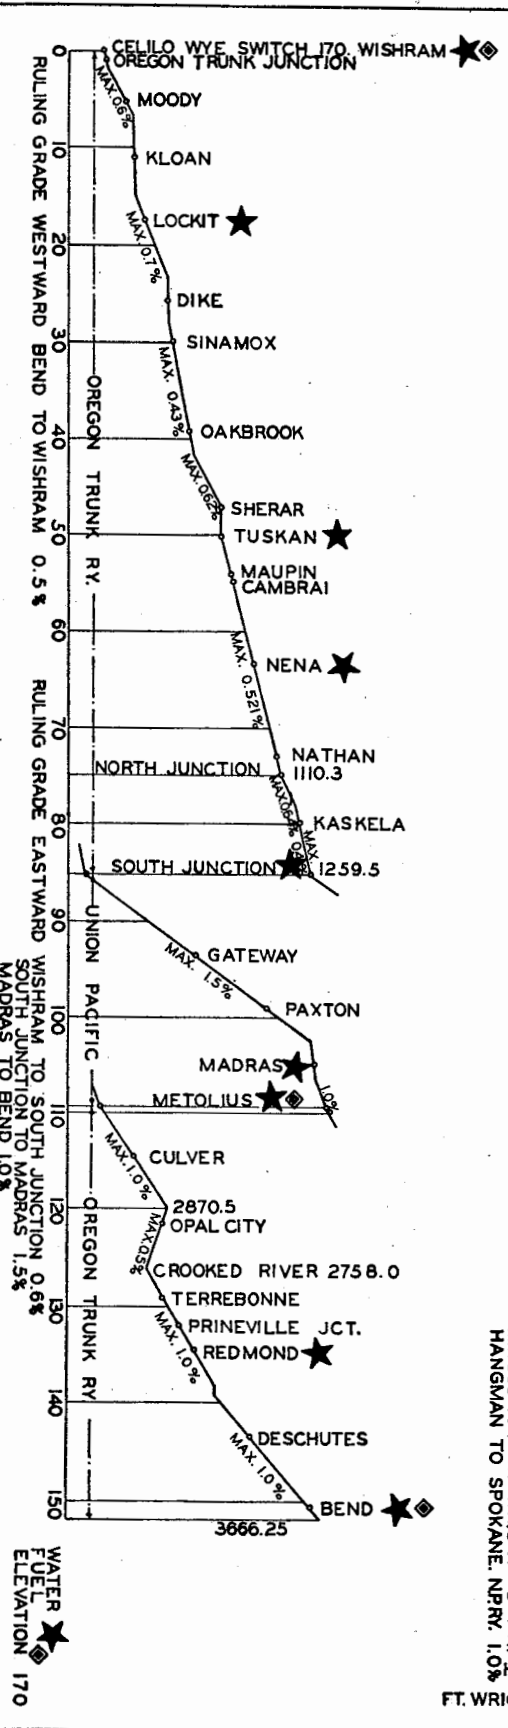 CELILO WYE SWITCH 170. WISHRAM
OREGON TRUNK JUNCTION
MAX. 0.6%
MOODY
KLOAN
LOCKIT
MAX. 0.7%
DIKE
SINAMOX
MAX. 0.43%
OAKBROOK
MAX. 0.62%
SHERAR
TUSKAN
MAUPIN
CAMBRAI
NENA
MAX. 0.521%
NATHAN
NORTH JUNCTION 1110.3
KASKELA
MAX.
SOUTH JUNCTION 1259.5
GATEWAY
MAX. 1.5%
PAXTON
MADRAS
1.0%
METOLIUS
CULVER
MAX. 1.0%
2870.5
OPAL CITY
MAX. 0.5%
CROOKED RIVER 2758.0
TERREBONNE
PRINEVILLE JCT.
REDMOND
MAX. 1.0%
DESCHUTES
MAX. 1.0%
BEND
3666.25
OREGON TRUNK RY.
UNION PACIFIC
OREGON TRUNK RY
0 10 20 30 40 50 60 70 80 90 100 110 120 130 140 150
RULING GRADE WESTWARD BEND TO WISHRAM 0.5%
RULING GRADE EASTWARD WISHRAM TO SOUTH JUNCTION 0.6%
SOUTH JUNCTION TO MADRAS 1.5%
MADRAS TO BEND 1.0%
WATER
FUEL
ELEVATION 170
HANGMAN TO SPOKANE. N.P.RY. 1.0%